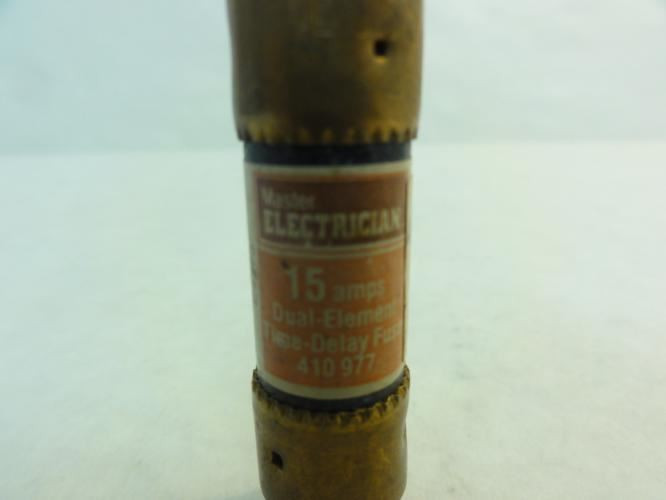 Master
ELECTRICIAN
15 amps
Dual-Element
Time-Delay Fuse
410 977